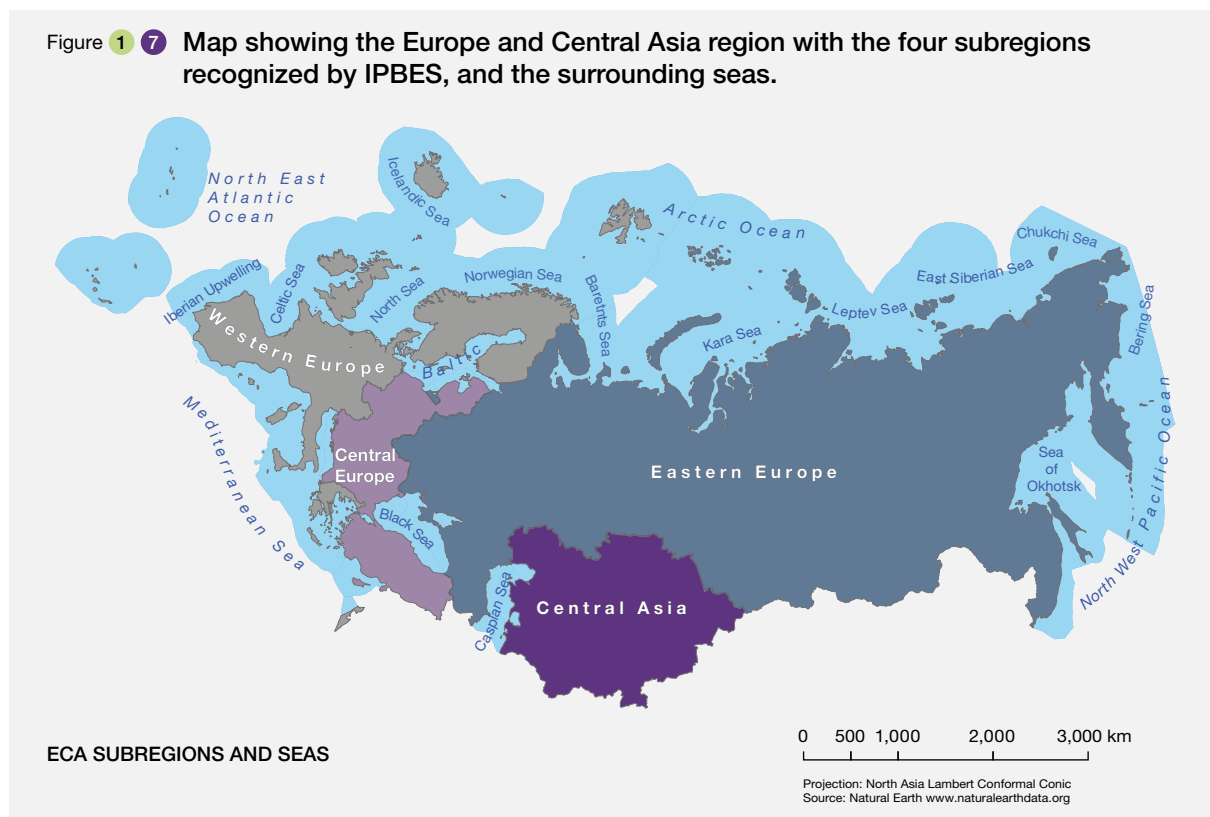 Figure 1 7 Map showing the Europe and Central Asia region with the four subregions
recognized by IPBES, and the surrounding seas.
North East
Atlantic
Ocean
Icelandic Sea
Arctic Ocean
Chukchi Sea
Iberian Upwelling
Celtic Sea
North Sea
Norwegian Sea
Baretnts Sea
Kara Sea
Leptev Sea
East Siberian Sea
Bering Sea
Western Europe
Baltic
Mediterranean Sea
Central
Europe
Black Sea
Eastern Europe
Sea
of
Okhotsk
North West Pacific Ocean
Caspian Sea
Central Asia
ECA SUBREGIONS AND SEAS
0 500 1,000 2,000 3,000 km
Projection: North Asia Lambert Conformal Conic
Source: Natural Earth www.naturalearthdata.org